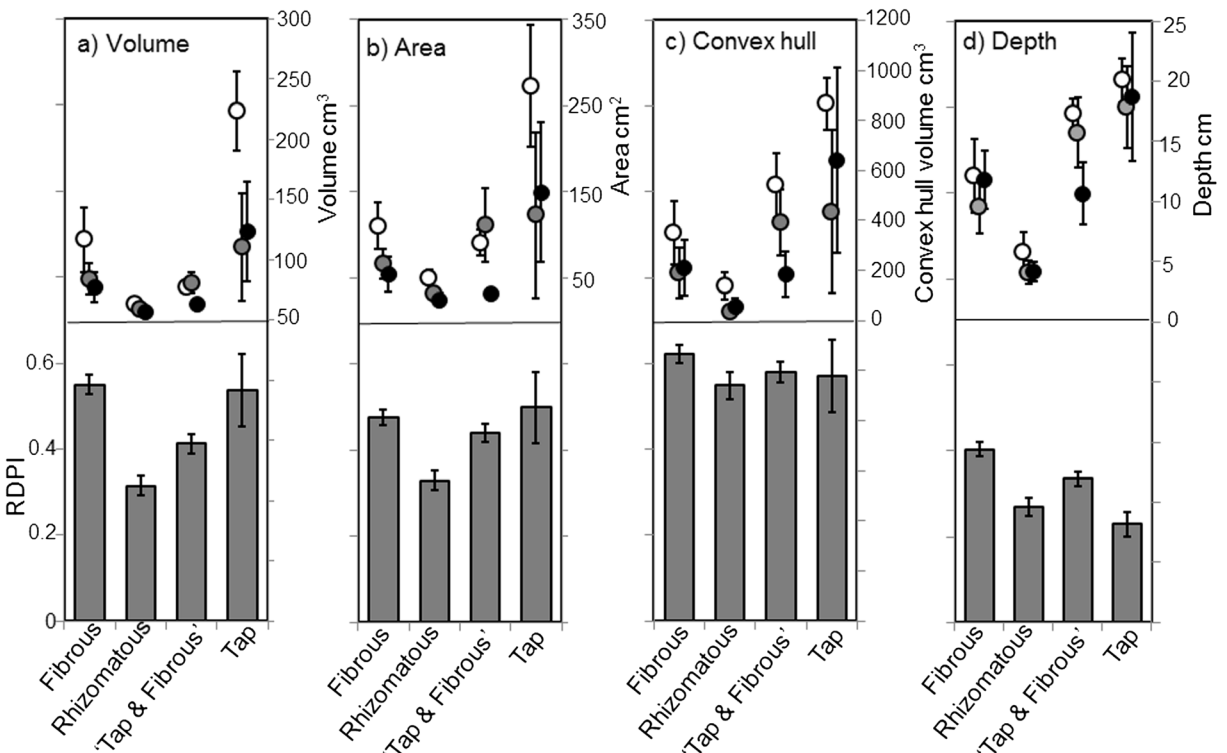 a) Volume
300
250
200
150
100
50
Volume cm³
b) Area
350
250
150
50
Area cm²
c) Convex hull
1200
1000
800
600
400
200
0
Convex hull volume cm³
d) Depth
25
20
15
10
5
0
Depth cm
RDPI
0.6
0.4
0.2
0
Fibrous
Rhizomatous
‘Tap & Fibrous’
Tap
Fibrous
Rhizomatous
‘Tap & Fibrous’
Tap
Fibrous
Rhizomatous
‘Tap & Fibrous’
Tap
Fibrous
Rhizomatous
‘Tap & Fibrous’
Tap